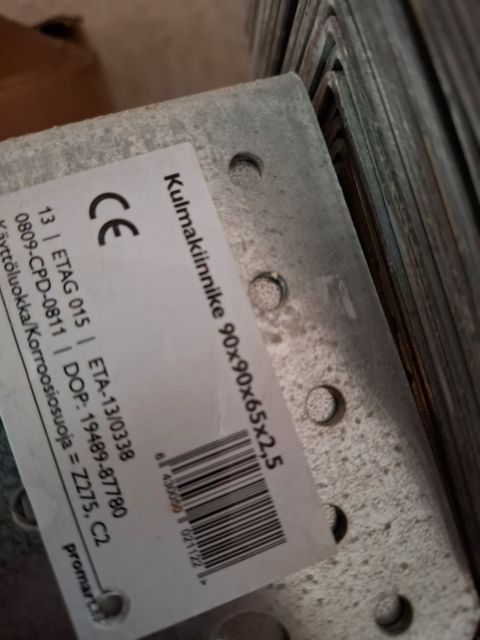 Kulmakiinnike 90x90x65x2,5
CE
13 | ETAG 015 | ETA-13/0338
0809-CPD-0811 | DOP: 19489-87780
Käyttöluokka/Korroosiosuoja = Z275, C2